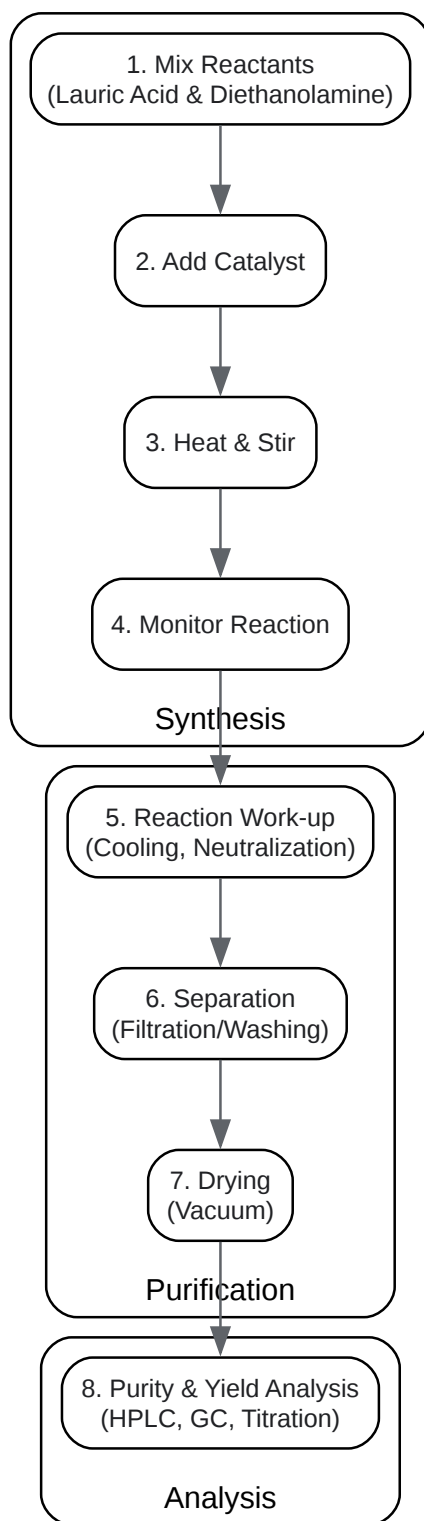 1. Mix Reactants
(Lauric Acid & Diethanolamine)
2. Add Catalyst
3. Heat & Stir
4. Monitor Reaction
Synthesis
5. Reaction Work-up
(Cooling, Neutralization)
6. Separation
(Filtration/Washing)
7. Drying
(Vacuum)
Purification
8. Purity & Yield Analysis
(HPLC, GC, Titration)
Analysis